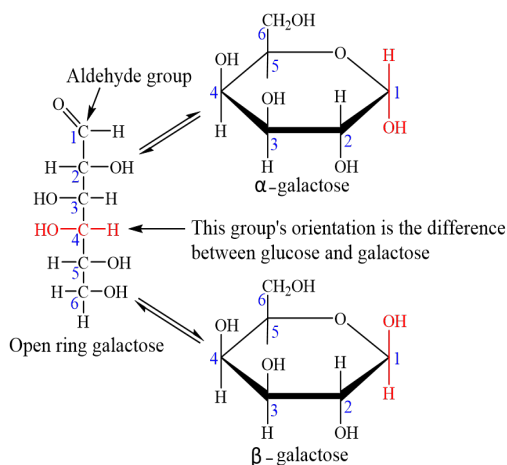 Aldehyde group
O
1 C H
H C OH
2
HO C H
3
HO C H
4
H C OH
5
H C OH
6
H
Open ring galactose
CH₂OH
6
OH
5
O
H
4
1
OH
H
H
3
2
OH
H
OH
α-galactose
This group's orientation is the difference
between glucose and galactose
CH₂OH
6
OH
5
O
OH
4
1
OH
H
H
3
2
H
H
OH
β-galactose